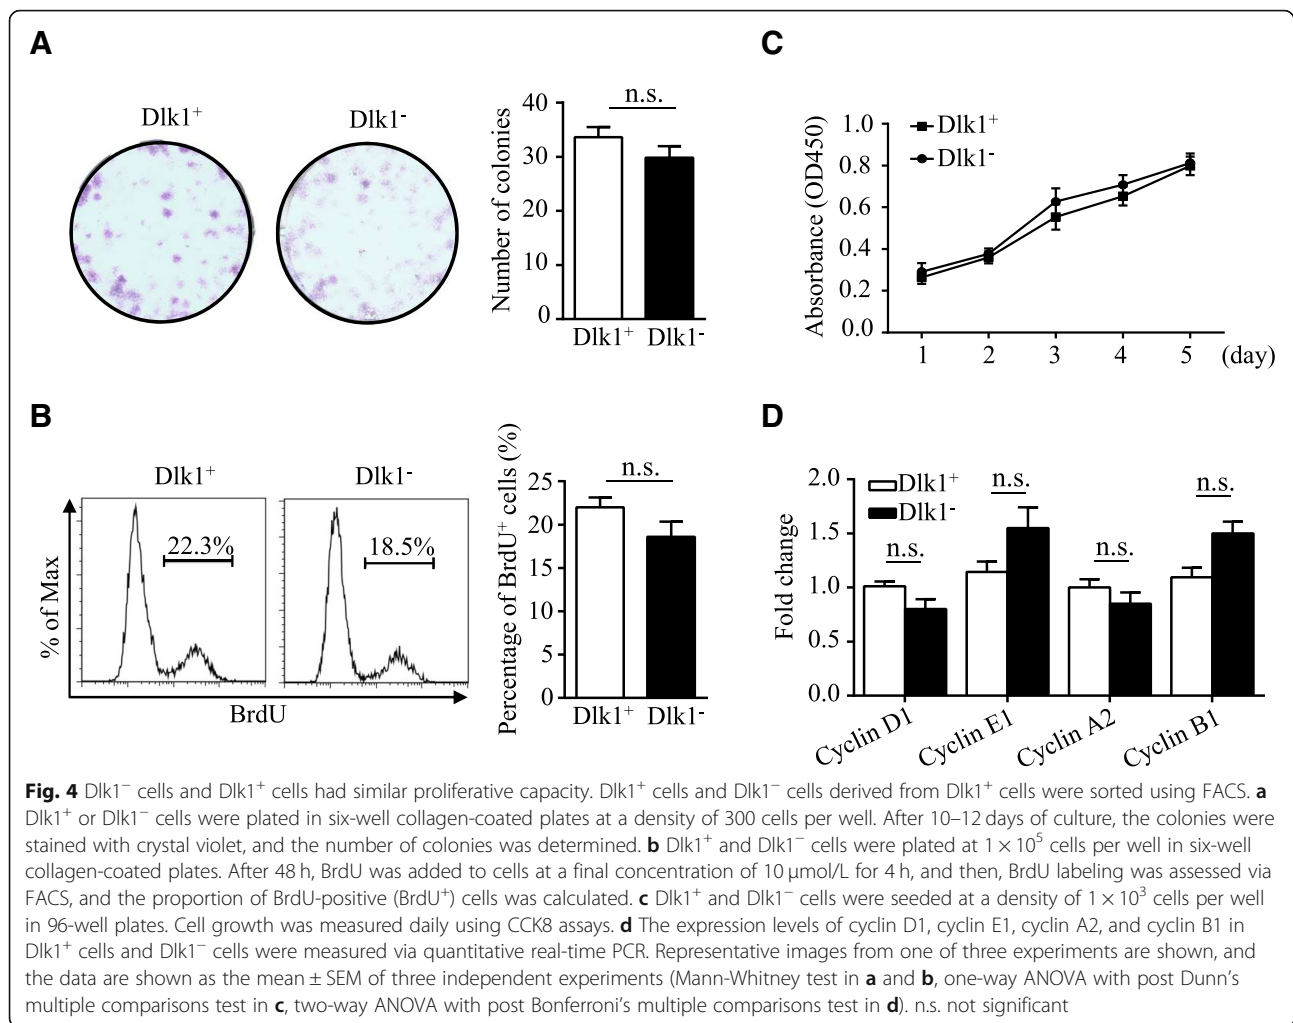 A
Dlk1⁺
Dlk1⁻
Number of colonies
40
30
20
10
0
n.s.
Dlk1⁺ Dlk1⁻
C
Absorbance (OD450)
1.0
0.8
0.6
0.4
0.2
0.0
Dlk1⁺
Dlk1⁻
1 2 3 4 5 (day)
B
Dlk1⁺
Dlk1⁻
% of Max
22.3%
18.5%
BrdU
Percentage of BrdU⁺ cells (%)
25
20
15
10
5
0
n.s.
Dlk1⁺ Dlk1⁻
D
Fold change
2.0
1.5
1.0
0.5
0.0
Dlk1⁺
Dlk1⁻
n.s.
n.s.
n.s.
n.s.
Cyclin D1
Cyclin E1
Cyclin A2
Cyclin B1
Fig. 4 Dlk1⁻ cells and Dlk1⁺ cells had similar proliferative capacity. Dlk1⁺ cells and Dlk1⁻ cells derived from Dlk1⁺ cells were sorted using FACS. a
Dlk1⁺ or Dlk1⁻ cells were plated in six-well collagen-coated plates at a density of 300 cells per well. After 10–12 days of culture, the colonies were
stained with crystal violet, and the number of colonies was determined. b Dlk1⁺ and Dlk1⁻ cells were plated at 1 × 10⁵ cells per well in six-well
collagen-coated plates. After 48 h, BrdU was added to cells at a final concentration of 10 μmol/L for 4 h, and then, BrdU labeling was assessed via
FACS, and the proportion of BrdU-positive (BrdU⁺) cells was calculated. c Dlk1⁺ and Dlk1⁻ cells were seeded at a density of 1 × 10³ cells per well
in 96-well plates. Cell growth was measured daily using CCK8 assays. d The expression levels of cyclin D1, cyclin E1, cyclin A2, and cyclin B1 in
Dlk1⁺ cells and Dlk1⁻ cells were measured via quantitative real-time PCR. Representative images from one of three experiments are shown, and
the data are shown as the mean ± SEM of three independent experiments (Mann-Whitney test in a and b, one-way ANOVA with post Dunn's
multiple comparisons test in c, two-way ANOVA with post Bonferroni's multiple comparisons test in d). n.s. not significant